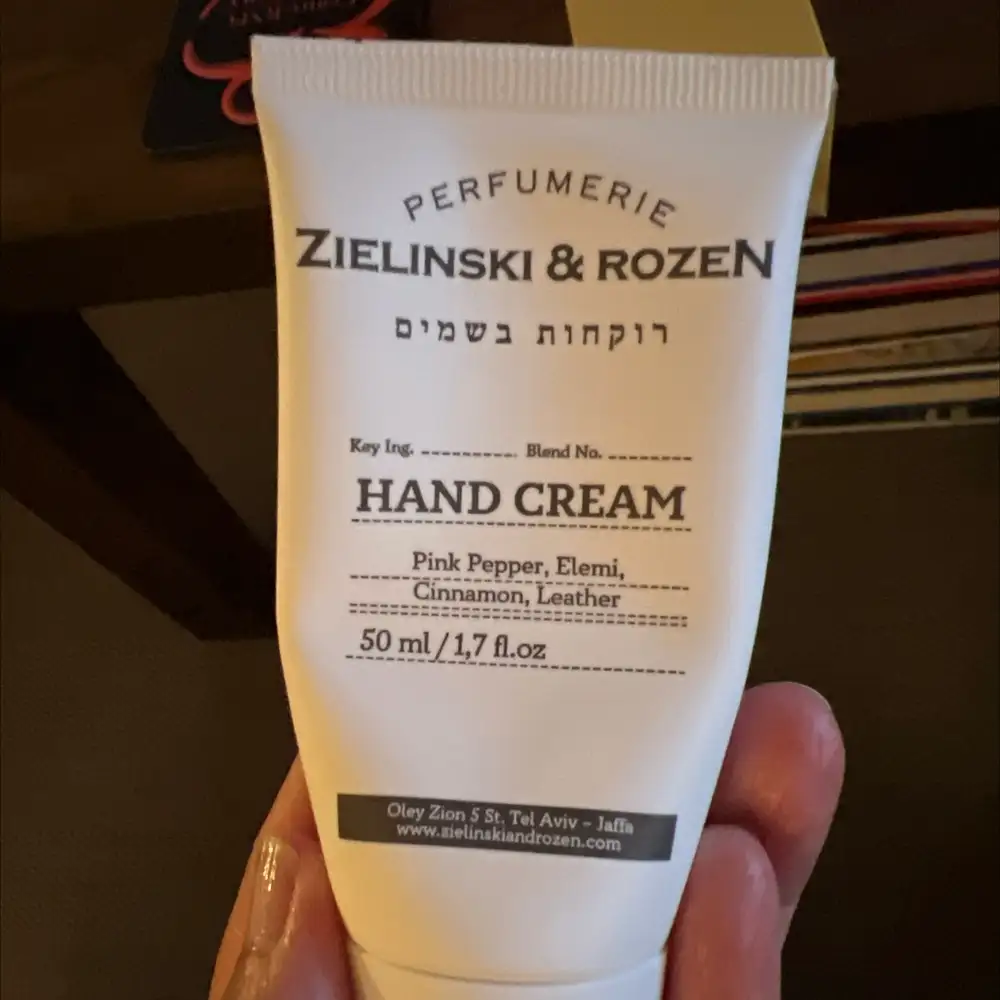 PERFUMERIE
ZIELINSKI & ROZEN
רוקחות בשמים
Key Ing. Blend No.
HAND CREAM
Pink Pepper, Elemi,
Cinnamon, Leather
50 ml / 1,7 fl.oz
Oley Zion 5 St. Tel Aviv - Jaffa
www.zielinskiandrozen.com